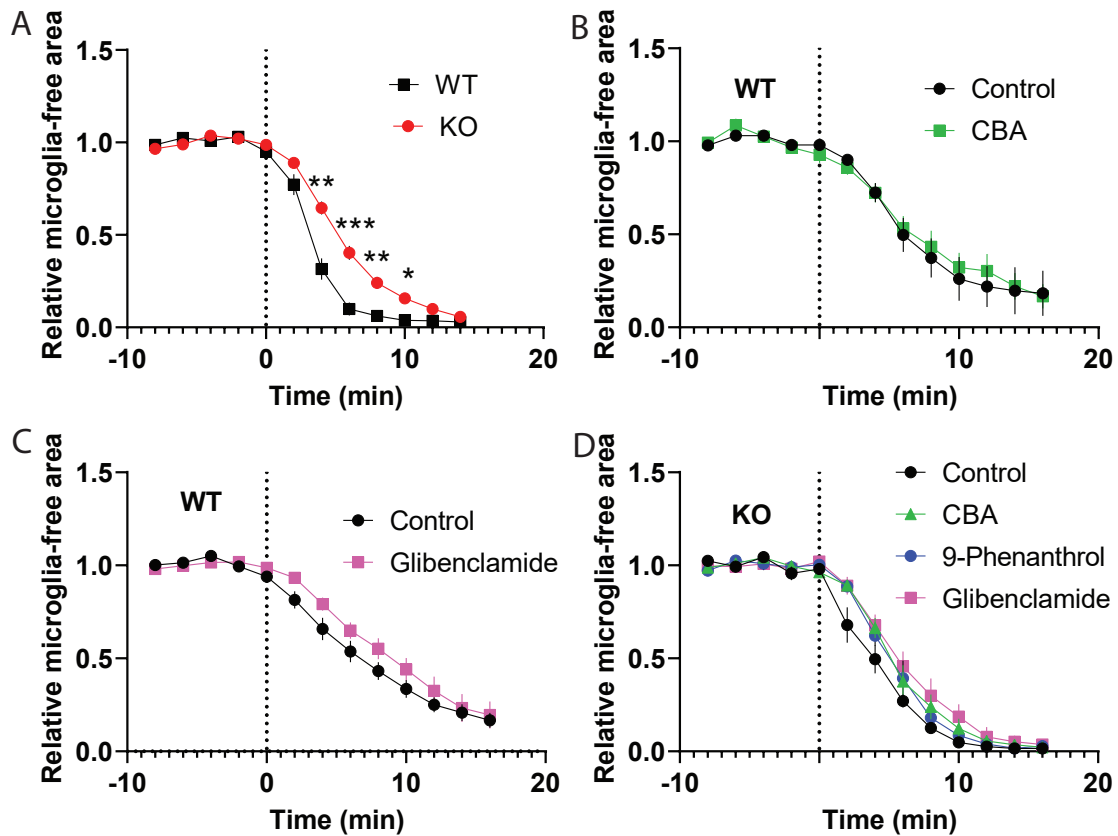 A
Relative microglia-free area
1.5
1.0
0.5
0.0
-10
0
10
20
Time (min)
WT
KO
**
***
**
*
B
Relative microglia-free area
1.5
1.0
0.5
0.0
-10
0
10
20
Time (min)
WT
Control
CBA
C
Relative microglia-free area
1.5
1.0
0.5
0.0
-10
0
10
20
Time (min)
WT
Control
Glibenclamide
D
Relative microglia-free area
1.5
1.0
0.5
0.0
-10
0
10
20
Time (min)
KO
Control
CBA
9-Phenanthrol
Glibenclamide